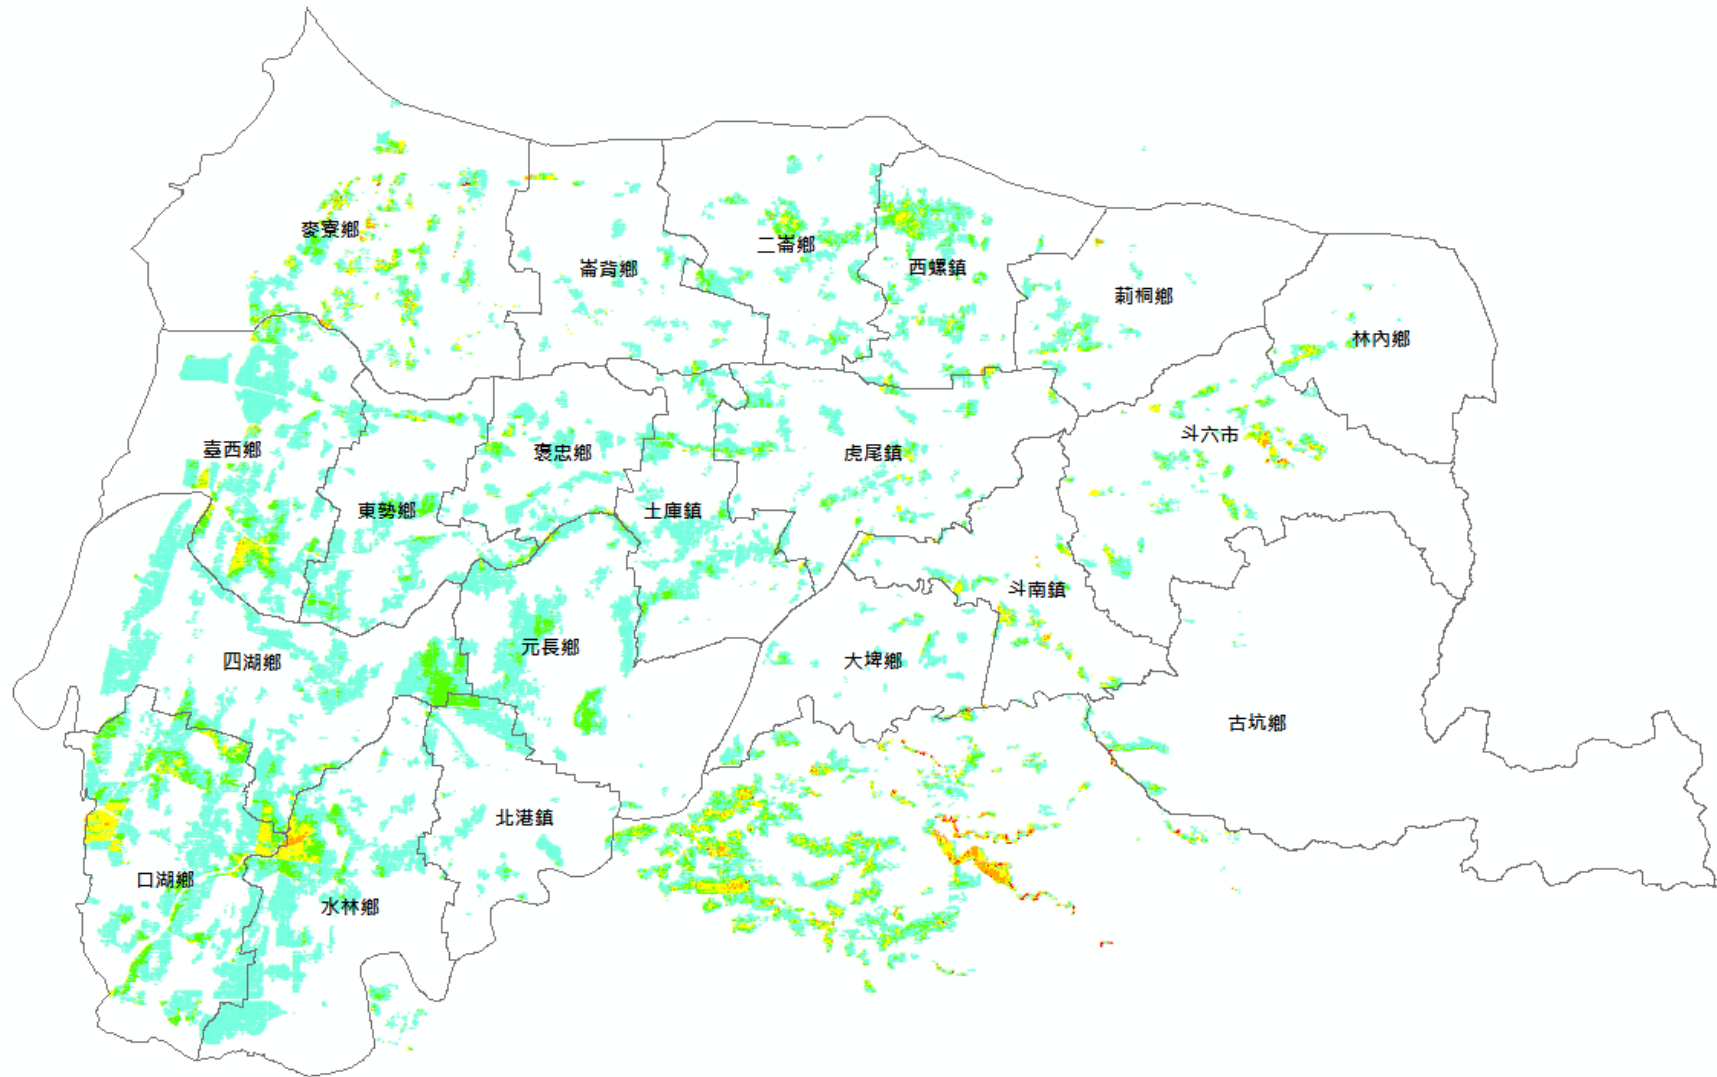 麥寮鄉
崙背鄉
二崙鄉
西螺鎮
莿桐鄉
林內鄉
臺西鄉
東勢鄉
褒忠鄉
土庫鎮
虎尾鎮
斗六市
四湖鄉
元長鄉
大埤鄉
斗南鎮
古坑鄉
口湖鄉
水林鄉
北港鎮